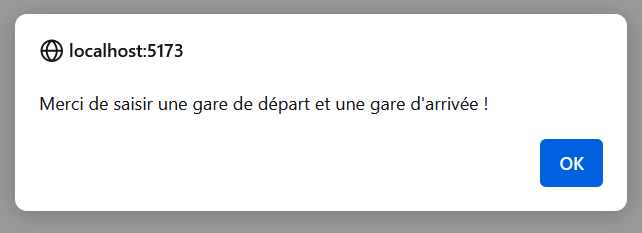 localhost:5173
Merci de saisir une gare de départ et une gare d'arrivée !
OK